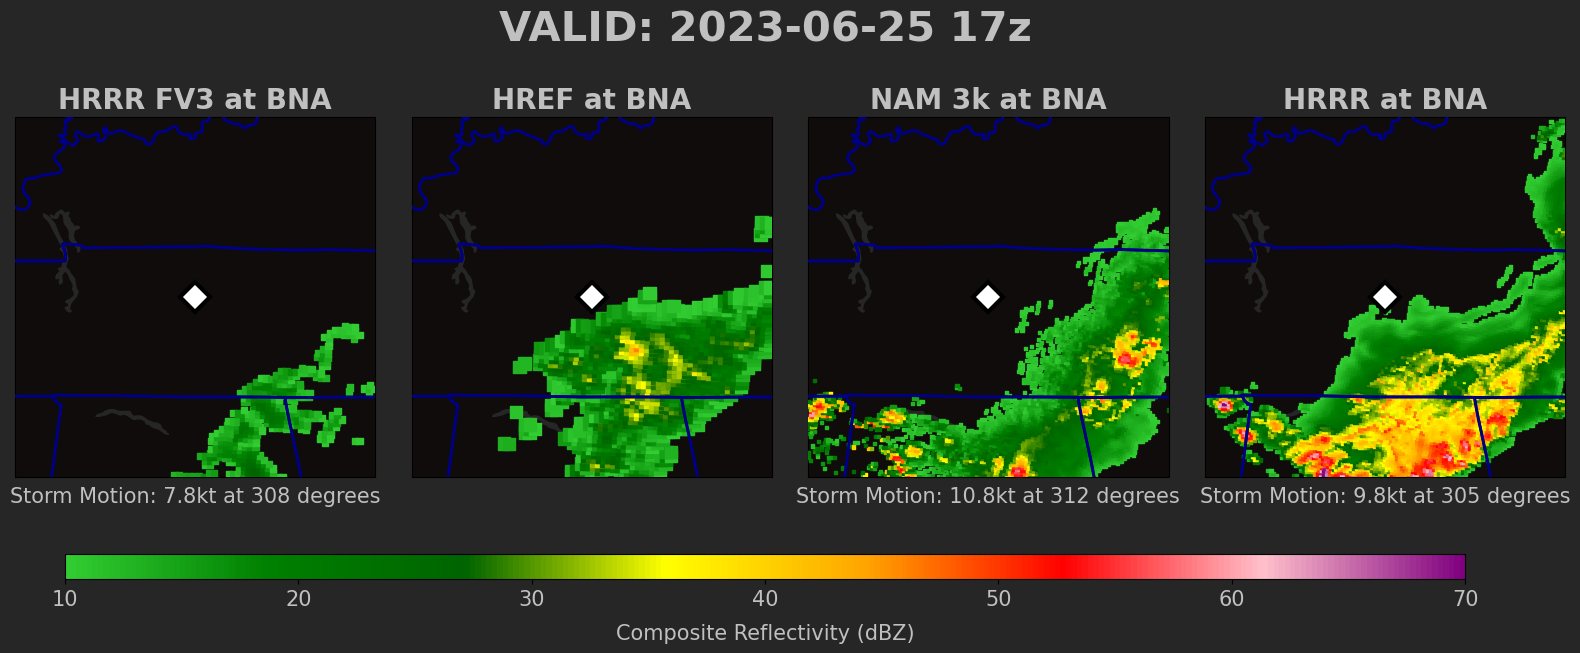 VALID: 2023-06-25 17z
HRRR FV3 at BNA
HREF at BNA
NAM 3k at BNA
HRRR at BNA
Storm Motion: 7.8kt at 308 degrees
Storm Motion: 10.8kt at 312 degrees
Storm Motion: 9.8kt at 305 degrees
10 20 30 40 50 60 70
Composite Reflectivity (dBZ)